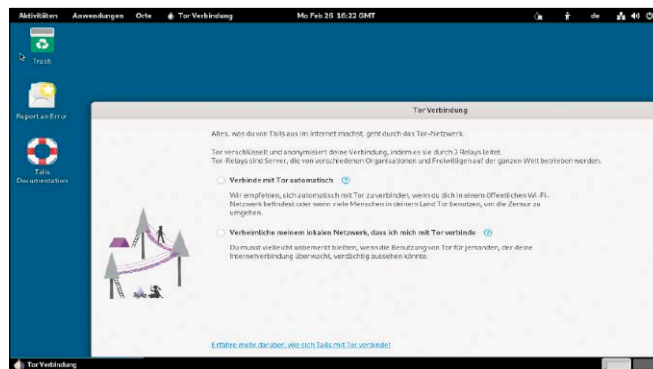 Aktivitäten Anwendungen Orte Tor Verbindung Mo Feb 26 16:22 GMT de
Trash
Report an Error
Tails
Documentation
Tor Verbindung
Alles, was du von Tails aus im Internet machst, geht durch das Tor-Netzwerk.
Tor verschlüsselt und anonymisiert deine Verbindung, indem es sie durch 3 Relays leitet.
Tor-Relays sind Server, die von verschiedenen Organisationen und Freiwilligen auf der ganzen Welt betrieben werden.
Verbinde mit Tor automatisch
Wir empfehlen, sich automatisch mit Tor zu verbinden, wenn du dich in einem öffentlichen Wi-Fi-
Netzwerk befindest oder wenn viele Menschen in deinem Land Tor benutzen, um die Zensur zu
umgehen.
Verheimliche meinem lokalen Netzwerk, dass ich mich mit Tor verbinde
Du musst vielleicht unbemerkt bleiben, wenn die Benutzung von Tor für jemanden, der deine
Internetverbindung überwacht, verdächtig aussehen könnte.
Erfahre mehr darüber, wie sich Tails mit Tor verbindet
Tor Verbindung